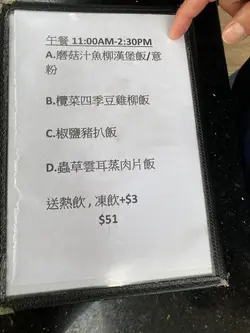 午餐 11:00AM-2:30PM
A.磨菇汁魚柳漢堡飯/意
粉
B.欖菜四季豆雞柳飯
C.椒鹽豬扒飯
D.蟲草雲耳蒸肉片飯
送熱飲 , 凍飲+$3
$51